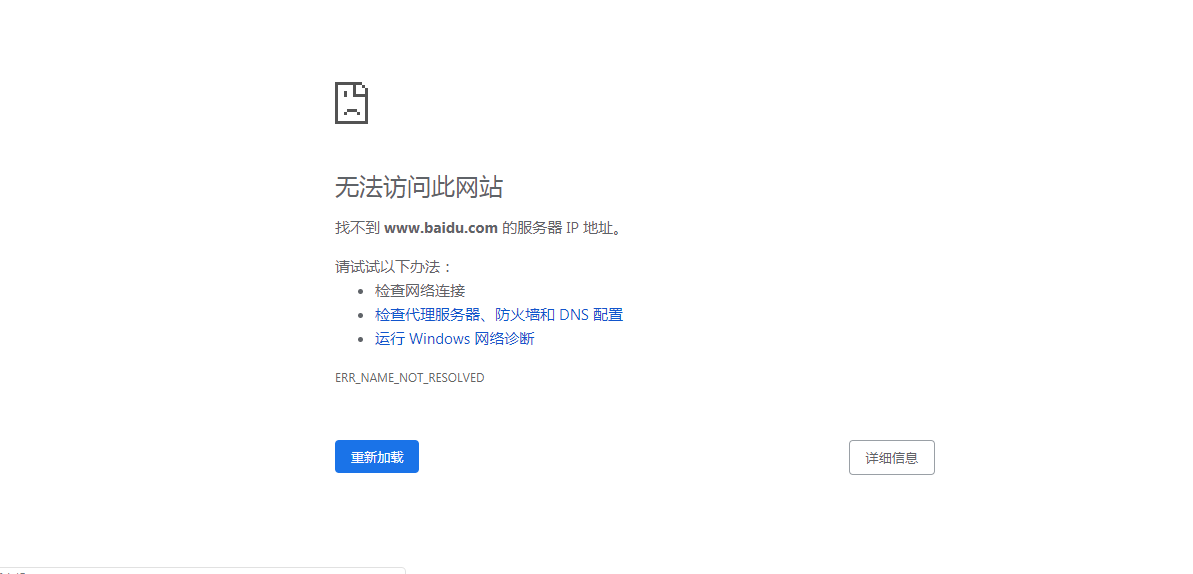 无法访问此网站
找不到 www.baidu.com 的服务器 IP 地址。
请试试以下办法：
检查网络连接
检查代理服务器、防火墙和 DNS 配置
运行 Windows 网络诊断
ERR_NAME_NOT_RESOLVED
重新加载
详细信息